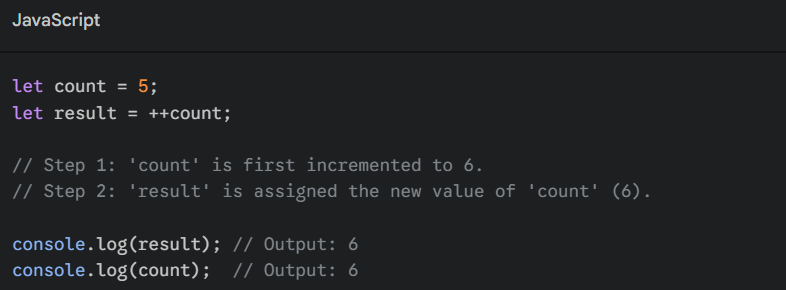 JavaScript
let count = 5;
let result = ++count;
// Step 1: 'count' is first incremented to 6.
// Step 2: 'result' is assigned the new value of 'count' (6).
console.log(result); // Output: 6
console.log(count);  // Output: 6